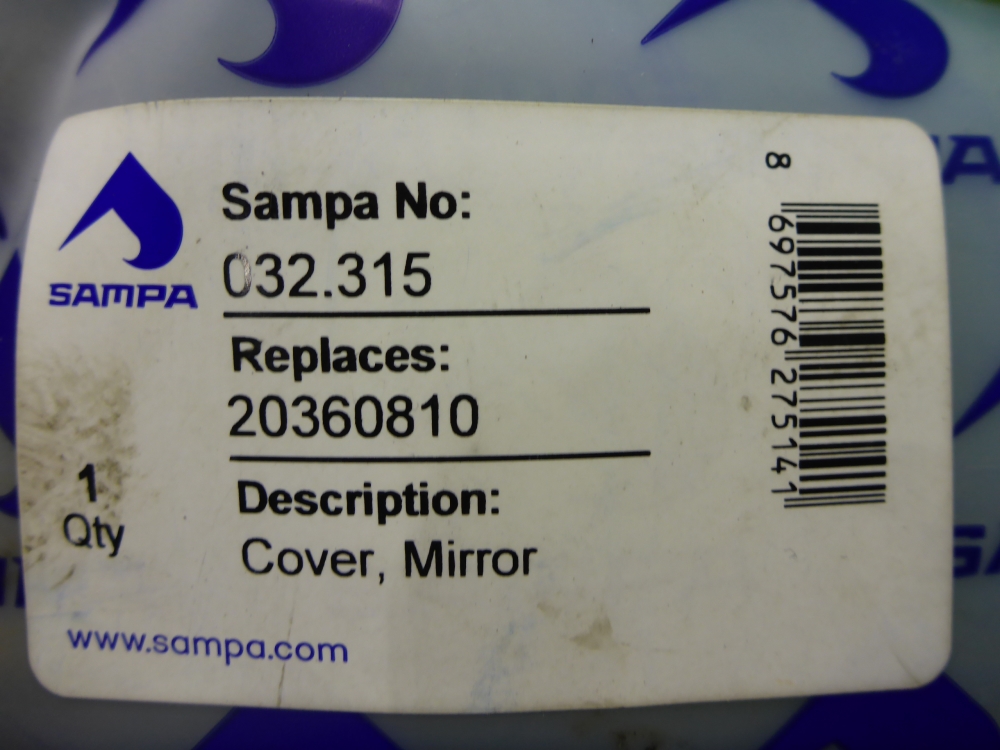 SAMPA
Sampa No:
032.315
Replaces:
20360810
Description:
Cover, Mirror
1
Qty
www.sampa.com
8 697576 275141